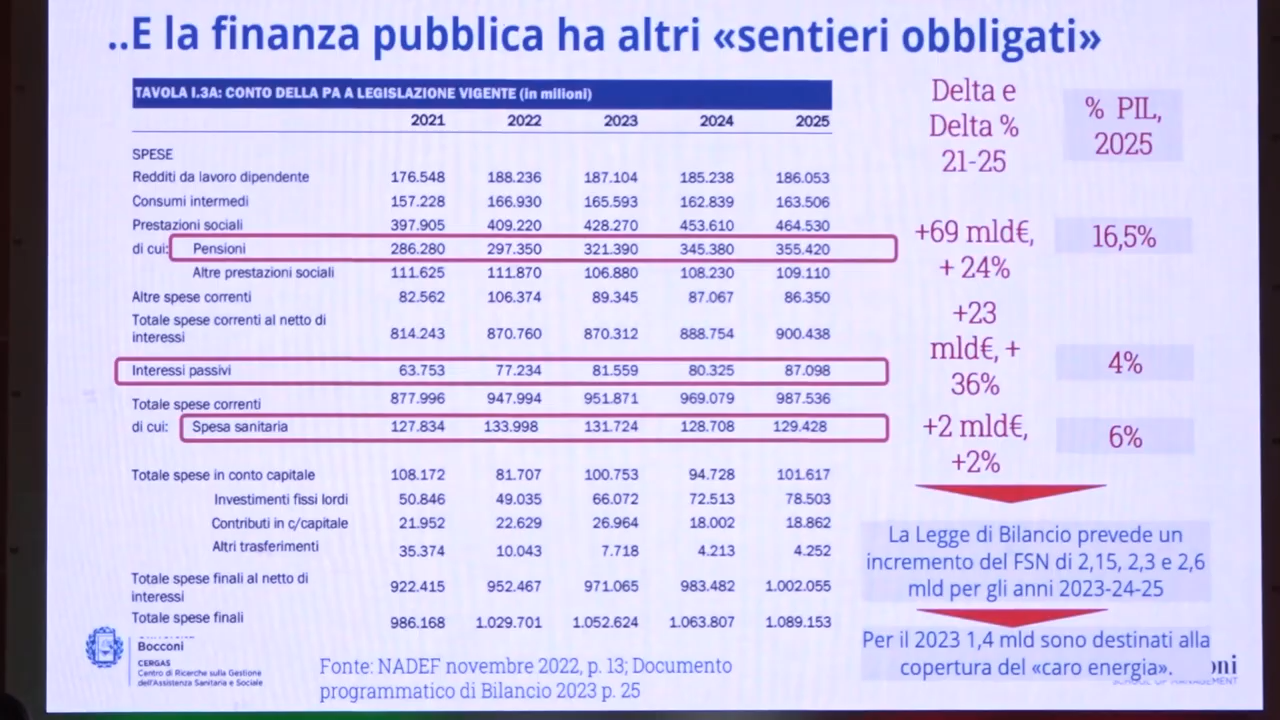 ..E la finanza pubblica ha altri «sentieri obbligati»
TAVOLA I.3A: CONTO DELLA PA A LEGISLAZIONE VIGENTE (in milioni)
2021 2022 2023 2024 2025
SPESE
Redditi da lavoro dipendente 176.548 188.236 187.104 185.238 186.053
Consumi intermedi 157.228 166.930 165.593 162.839 163.506
Prestazioni sociali 397.905 409.220 428.270 453.610 464.530
di cui: Pensioni 286.280 297.350 321.390 345.380 355.420
Altre prestazioni sociali 111.625 111.870 106.880 108.230 109.110
Altre spese correnti 82.562 106.374 89.345 87.067 86.350
Totale spese correnti al netto di
interessi 814.243 870.760 870.312 888.754 900.438
Interessi passivi 63.753 77.234 81.559 80.325 87.098
Totale spese correnti 877.996 947.994 951.871 969.079 987.536
di cui: Spesa sanitaria 127.834 133.998 131.724 128.708 129.428
Totale spese in conto capitale 108.172 81.707 100.753 94.728 101.617
Investimenti fissi lordi 50.846 49.035 66.072 72.513 78.503
Contributi in c/capitale 21.952 22.629 26.964 18.002 18.862
Altri trasferimenti 35.374 10.043 7.718 4.213 4.252
Totale spese finali al netto di
interessi 922.415 952.467 971.065 983.482 1.002.055
Totale spese finali 986.168 1.029.701 1.052.624 1.063.807 1.089.153
Delta e
Delta %
21-25
% PIL,
2025
+69 mld€,
+ 24%
16,5%
+23
mld€, +
36%
4%
+2 mld€,
+2%
6%
La Legge di Bilancio prevede un
incremento del FSN di 2,15, 2,3 e 2,6
mld per gli anni 2023-24-25
Per il 2023 1,4 mld sono destinati alla
copertura del «caro energia».
Bocconi
CERGAS
Centro di Ricerche sulla Gestione
dell'Assistenza Sanitaria e Sociale
Fonte: NADEF novembre 2022, p. 13; Documento
programmatico di Bilancio 2023 p. 25